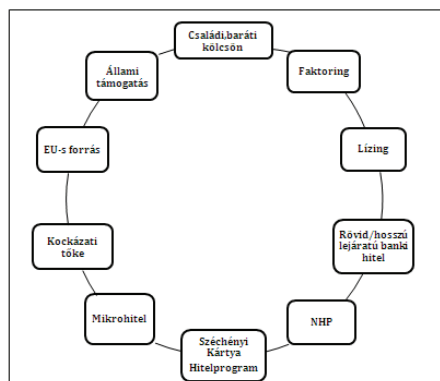 Családi,baráti
kölcsön
Faktoring
Lízing
Rövid/hosszú
lejáratú banki
hitel
NHP
Széchényi
Kártya
Hitelprogram
Mikrohitel
Kockázati
tőke
EU-s forrás
Állami
támogatás